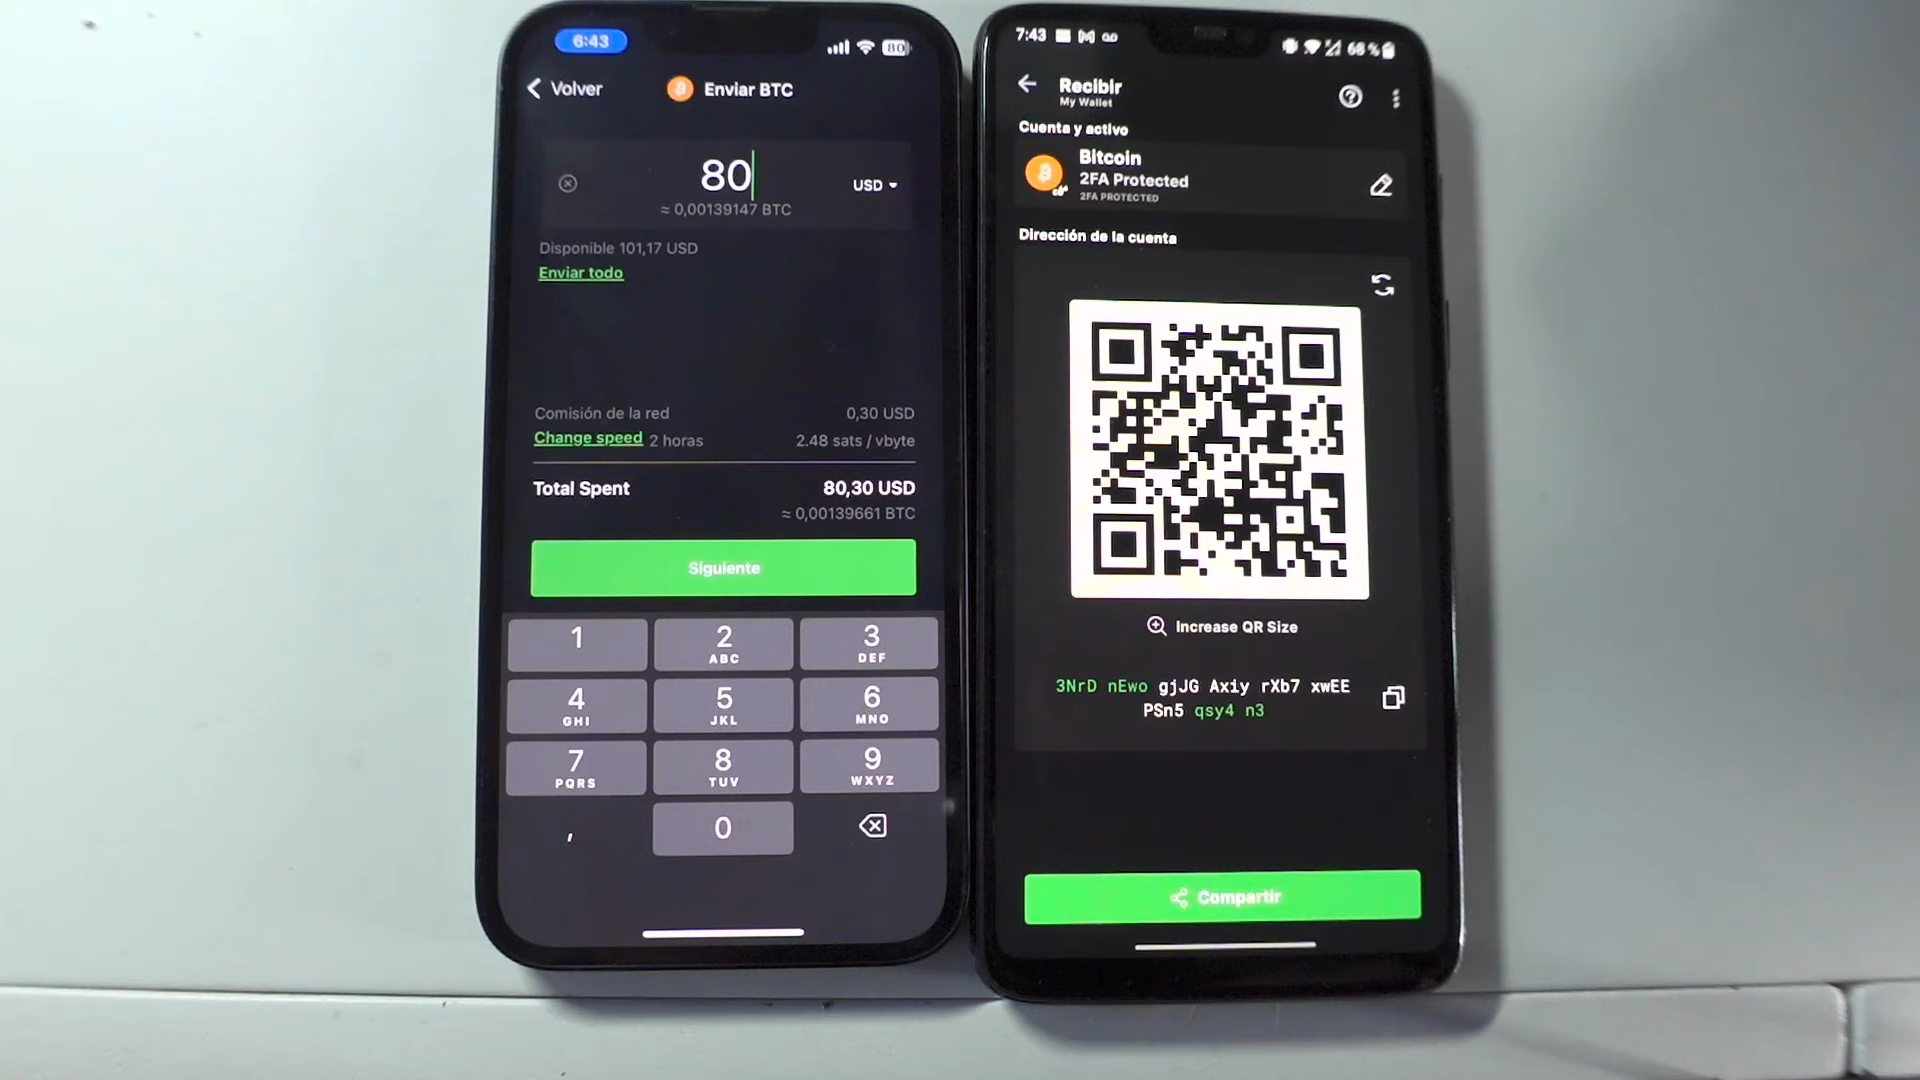 6:43
80
Volver
Enviar BTC
80
USD
≈ 0,00139147 BTC
Disponible 101,17 USD
Enviar todo
Comisión de la red
0,30 USD
Change speed 2 horas
2.48 sats / vbyte
Total Spent
80,30 USD
≈ 0,00139661 BTC
Siguiente
1
2 ABC
3 DEF
4 GHI
5 JKL
6 MNO
7 PQRS
8 TUV
9 WXYZ
,
0
7:43
68 %
Recibir
My Wallet
Cuenta y activo
Bitcoin
2FA Protected
2FA PROTECTED
Dirección de la cuenta
Increase QR Size
3NrD nEwo gjJG Axiy rXb7 xwEE
PSn5 qsy4 n3
Compartir